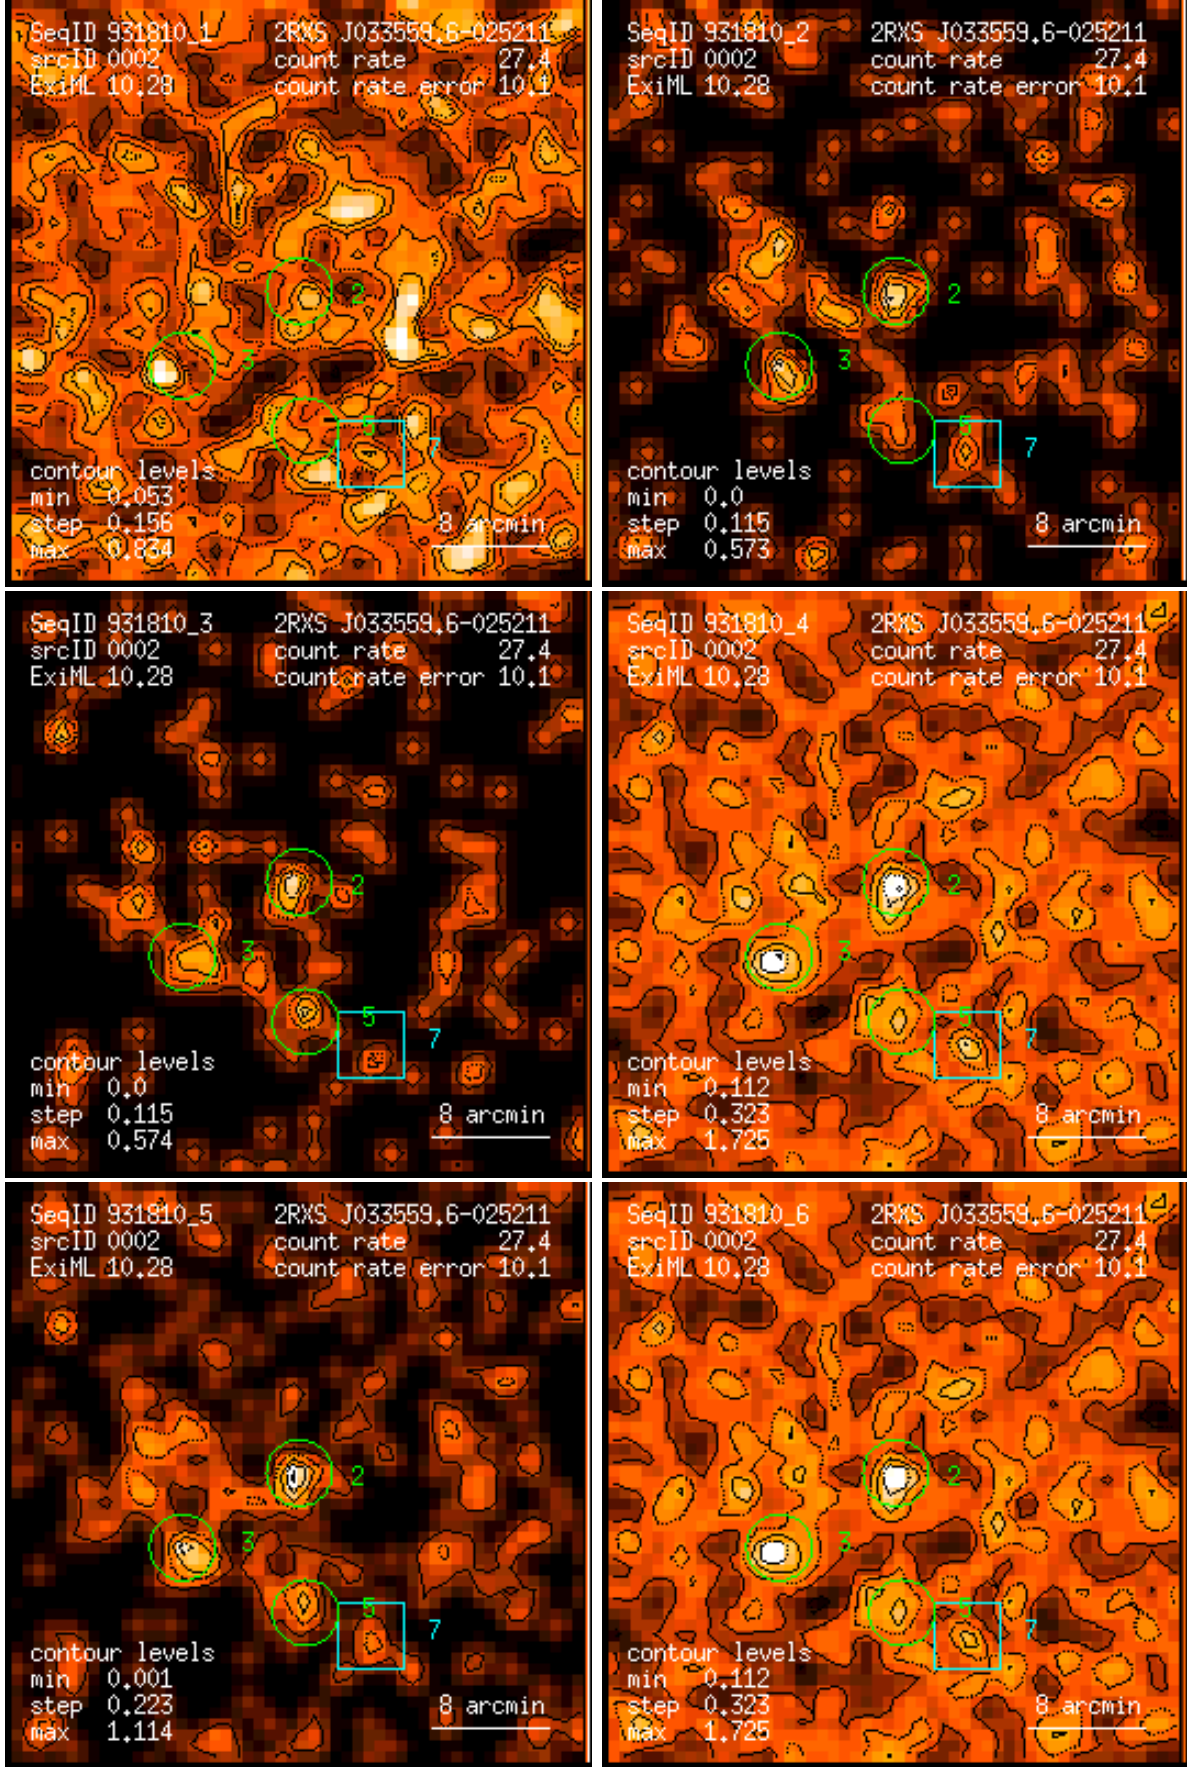 SeqID 931810_1 2RXS J033559.6-025211
srcID 0002 count rate 27.4
ExiML 10.28 count rate error 10.1
2
3
5
7
contour levels
min 0.053
step 0.156
max 0.834
8 arcmin
SeqID 931810_2 2RXS J033559.6-025211
srcID 0002 count rate 27.4
ExiML 10.28 count rate error 10.1
2
3
5
7
contour levels
min 0.0
step 0.115
max 0.573
8 arcmin
SeqID 931810_3 2RXS J033559.6-025211
srcID 0002 count rate 27.4
ExiML 10.28 count rate error 10.1
2
3
5
7
contour levels
min 0.0
step 0.115
max 0.574
8 arcmin
SeqID 931810_4 2RXS J033559.6-025211
srcID 0002 count rate 27.4
ExiML 10.28 count rate error 10.1
2
3
5
7
contour levels
min 0.112
step 0.323
max 1.725
8 arcmin
SeqID 931810_5 2RXS J033559.6-025211
srcID 0002 count rate 27.4
ExiML 10.28 count rate error 10.1
2
3
5
7
contour levels
min 0.001
step 0.223
max 1.114
8 arcmin
SeqID 931810_6 2RXS J033559.6-025211
srcID 0002 count rate 27.4
ExiML 10.28 count rate error 10.1
2
3
5
7
contour levels
min 0.112
step 0.323
max 1.725
8 arcmin